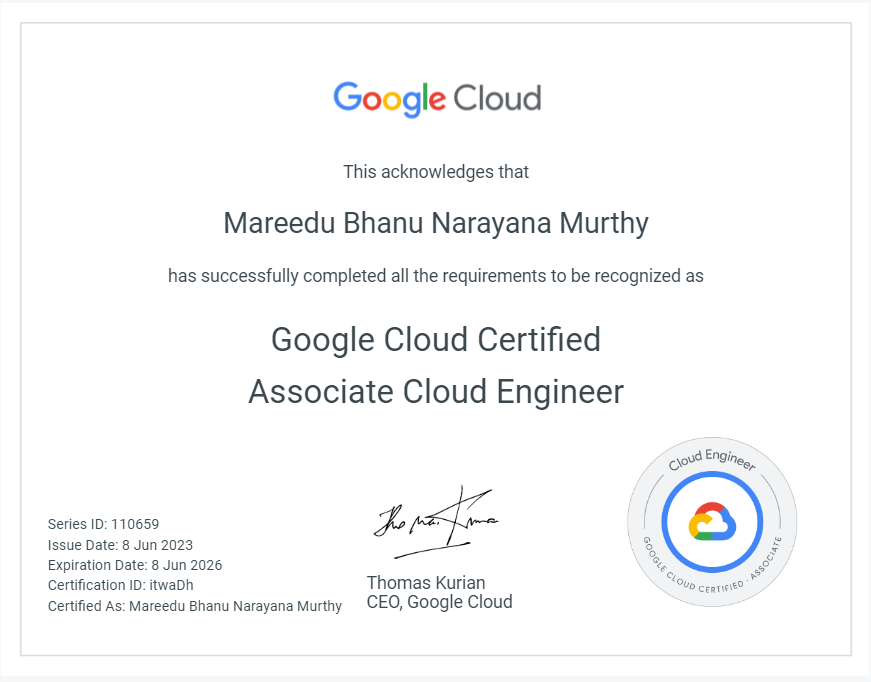 Google Cloud
This acknowledges that
Mareedu Bhanu Narayana Murthy
has successfully completed all the requirements to be recognized as
Google Cloud Certified
Associate Cloud Engineer
Series ID: 110659
Issue Date: 8 Jun 2023
Expiration Date: 8 Jun 2026
Certification ID: itwaDh
Certified As: Mareedu Bhanu Narayana Murthy
Thomas Kurian
Thomas Kurian
CEO, Google Cloud
Cloud Engineer
GOOGLE CLOUD CERTIFIED · ASSOCIATE